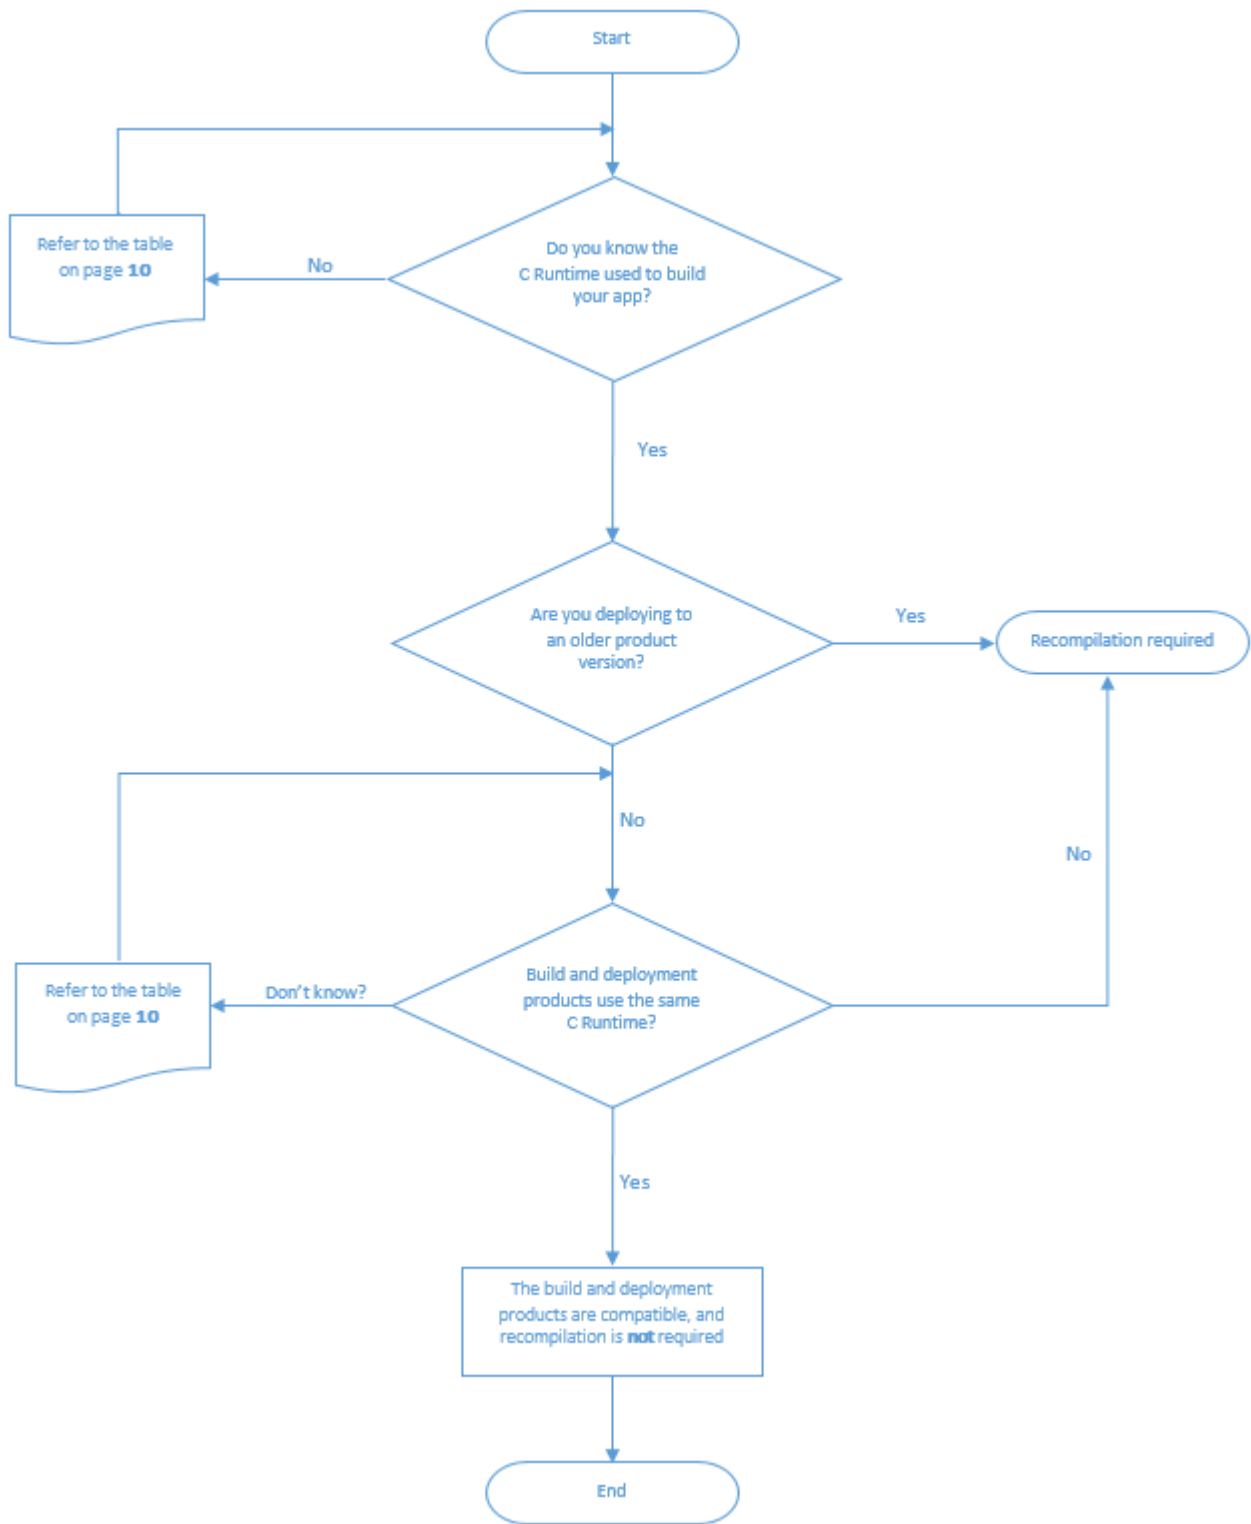 Start
Do you know the
C Runtime used to build
your app?
No
Refer to the table
on page 10
Yes
Are you deploying to
an older product
version?
Yes
Recompilation required
No
No
Build and deployment
products use the same
C Runtime?
Don't know?
Refer to the table
on page 10
Yes
The build and deployment
products are compatible, and
recompilation is not required
End